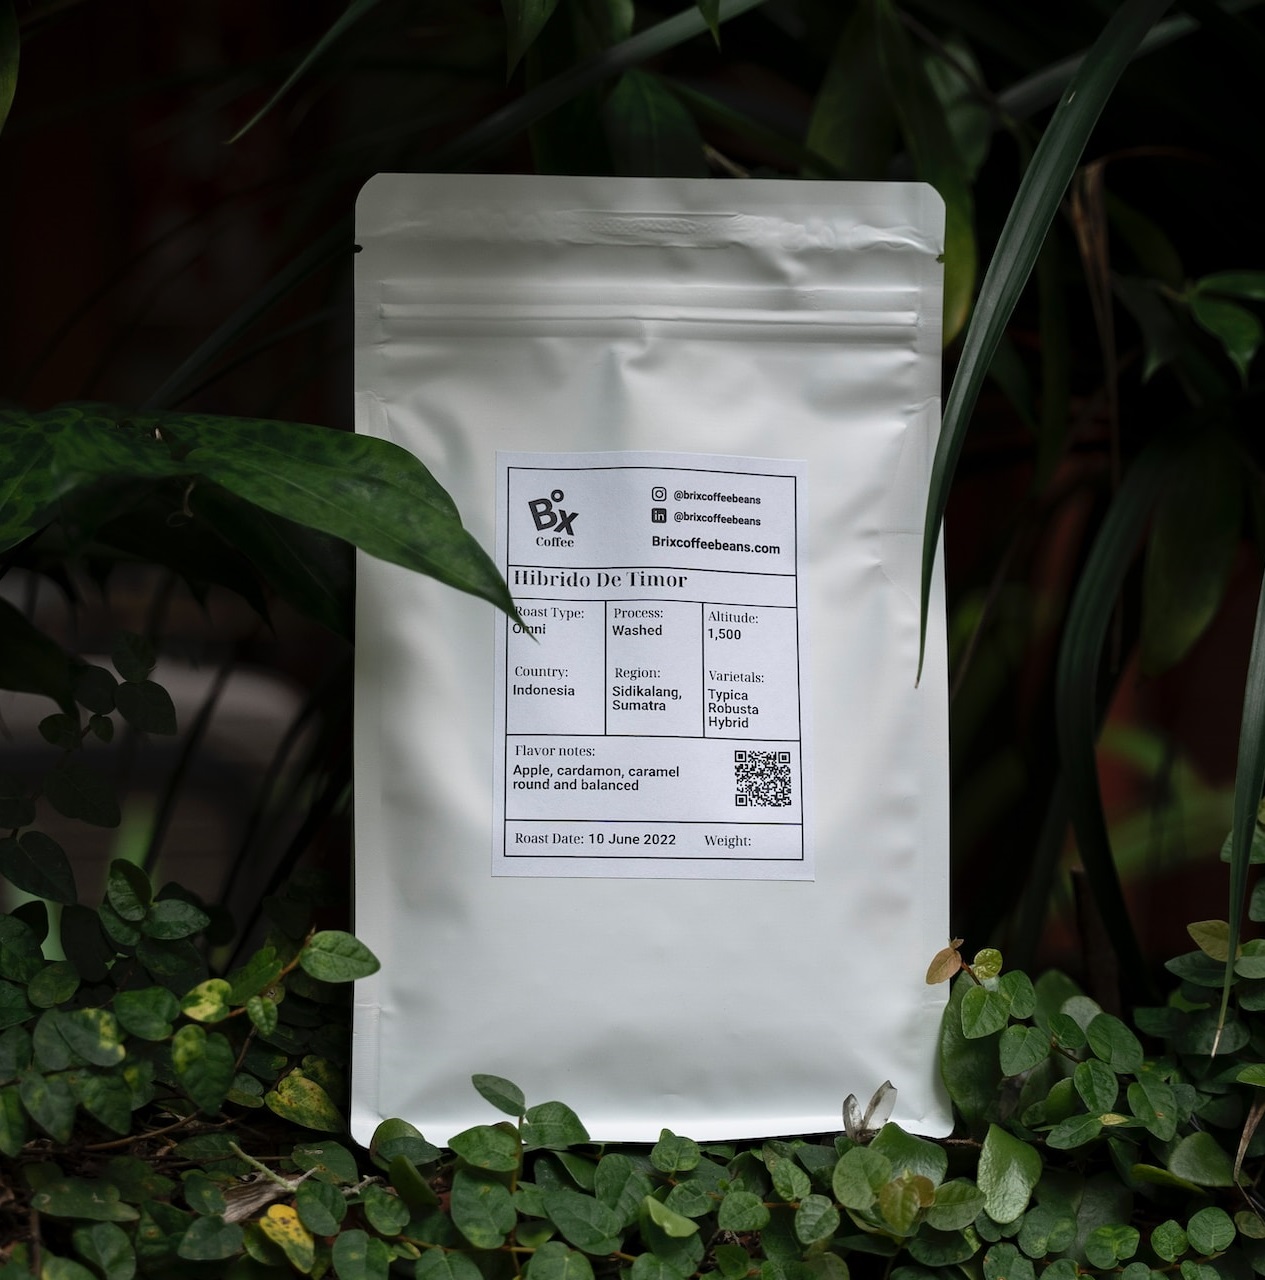 Bx
Coffee
@brixcoffeebeans
@brixcoffeebeans
Brixcoffeebeans.com
Hibrido De Timor
Roast Type:
Omni
Process:
Washed
Altitude:
1,500
Country:
Indonesia
Region:
Sidikalang,
Sumatra
Varietals:
Typica
Robusta
Hybrid
Flavor notes:
Apple, cardamon, caramel
round and balanced
Roast Date: 10 June 2022
Weight: